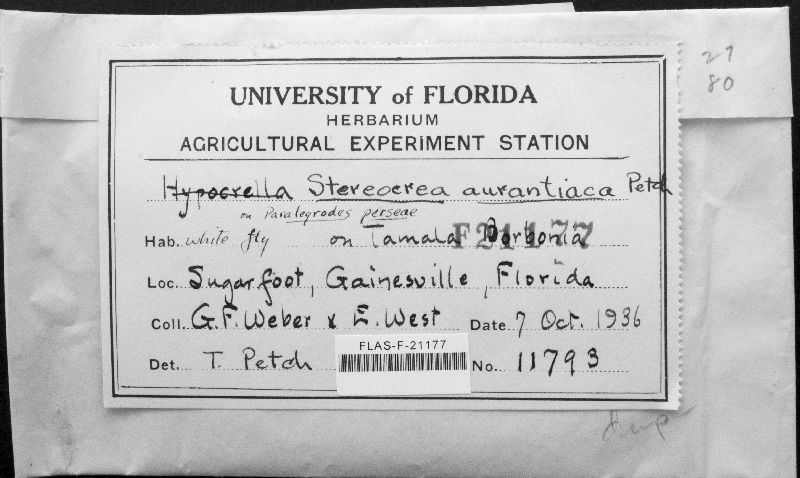 27
80
UNIVERSITY of FLORIDA
HERBARIUM
AGRICULTURAL EXPERIMENT STATION
Hypocrella Stereocrea aurantiaca Petch
on Paraleyrodes perseae
Hab. white fly on Tamala Borbonia
F21177
Loc. Sugarfoot, Gainesville, Florida
Coll. G.F. Weber & E. West Date 7 Oct. 1936
FLAS-F-21177
Det. T. Petch No. 11793